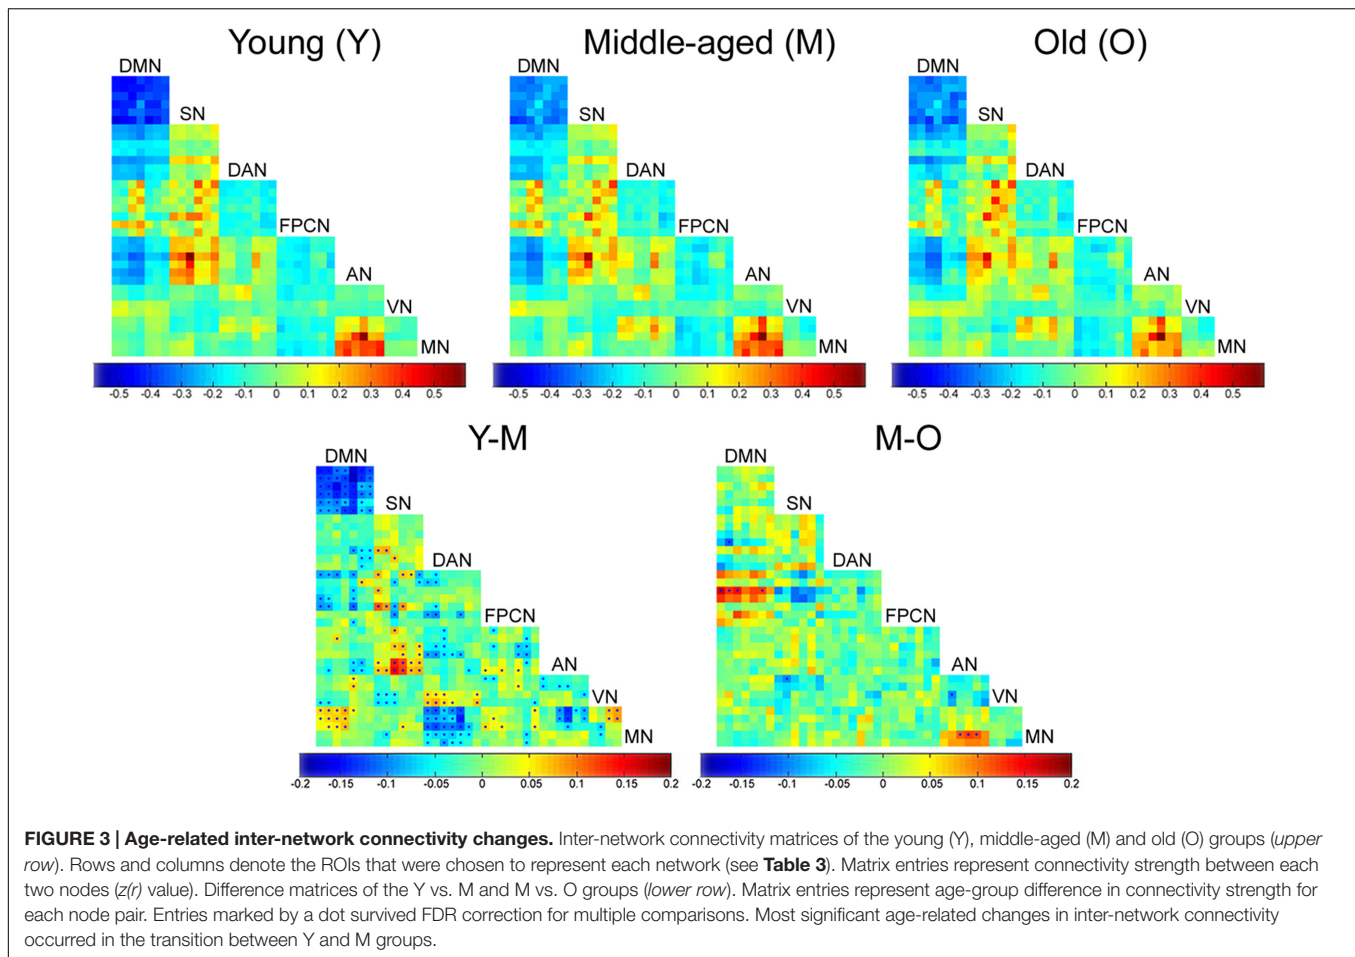 Young (Y)
Middle-aged (M)
Old (O)
DMN
SN
DAN
FPCN
AN
VN
MN
-0.5 -0.4 -0.3 -0.2 -0.1 0 0.1 0.2 0.3 0.4 0.5
DMN
SN
DAN
FPCN
AN
VN
MN
-0.5 -0.4 -0.3 -0.2 -0.1 0 0.1 0.2 0.3 0.4 0.5
DMN
SN
DAN
FPCN
AN
VN
MN
-0.5 -0.4 -0.3 -0.2 -0.1 0 0.1 0.2 0.3 0.4 0.5
Y-M
DMN
SN
DAN
FPCN
AN
VN
MN
-0.2 -0.15 -0.1 -0.05 0 0.05 0.1 0.15 0.2
M-O
DMN
SN
DAN
FPCN
AN
VN
MN
-0.2 -0.15 -0.1 -0.05 0 0.05 0.1 0.15 0.2
FIGURE 3 | Age-related inter-network connectivity changes. Inter-network connectivity matrices of the young (Y), middle-aged (M) and old (O) groups (upper
row). Rows and columns denote the ROIs that were chosen to represent each network (see Table 3). Matrix entries represent connectivity strength between each
two nodes (z(r) value). Difference matrices of the Y vs. M and M vs. O groups (lower row). Matrix entries represent age-group difference in connectivity strength for
each node pair. Entries marked by a dot survived FDR correction for multiple comparisons. Most significant age-related changes in inter-network connectivity
occurred in the transition between Y and M groups.